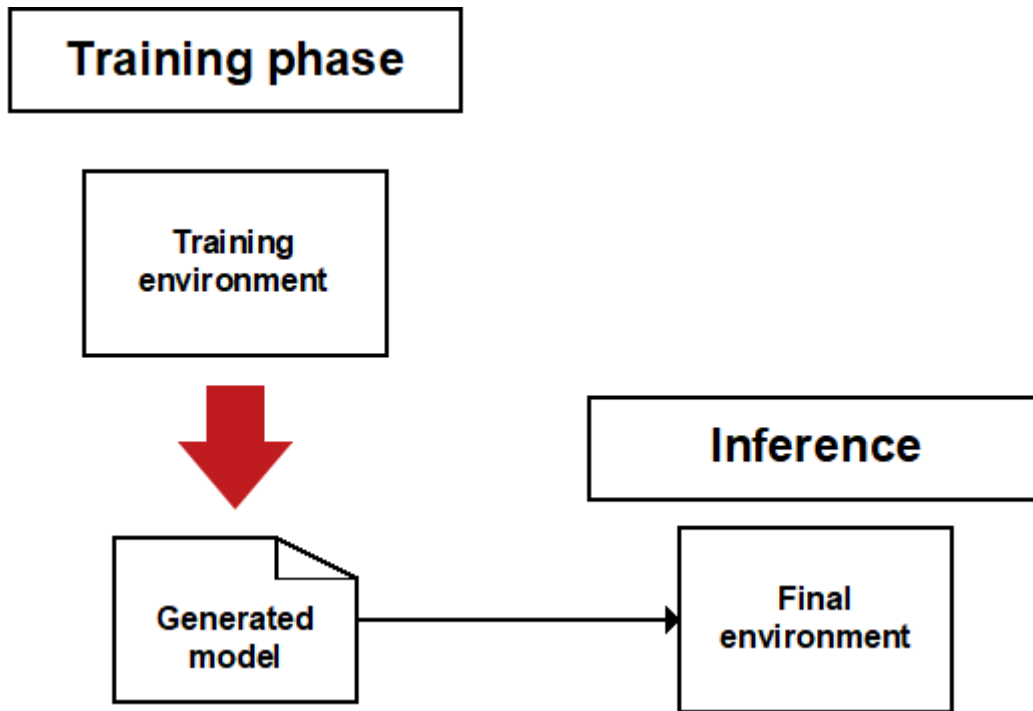 Training phase
Training
environment
Inference
Generated
model
Final
environment